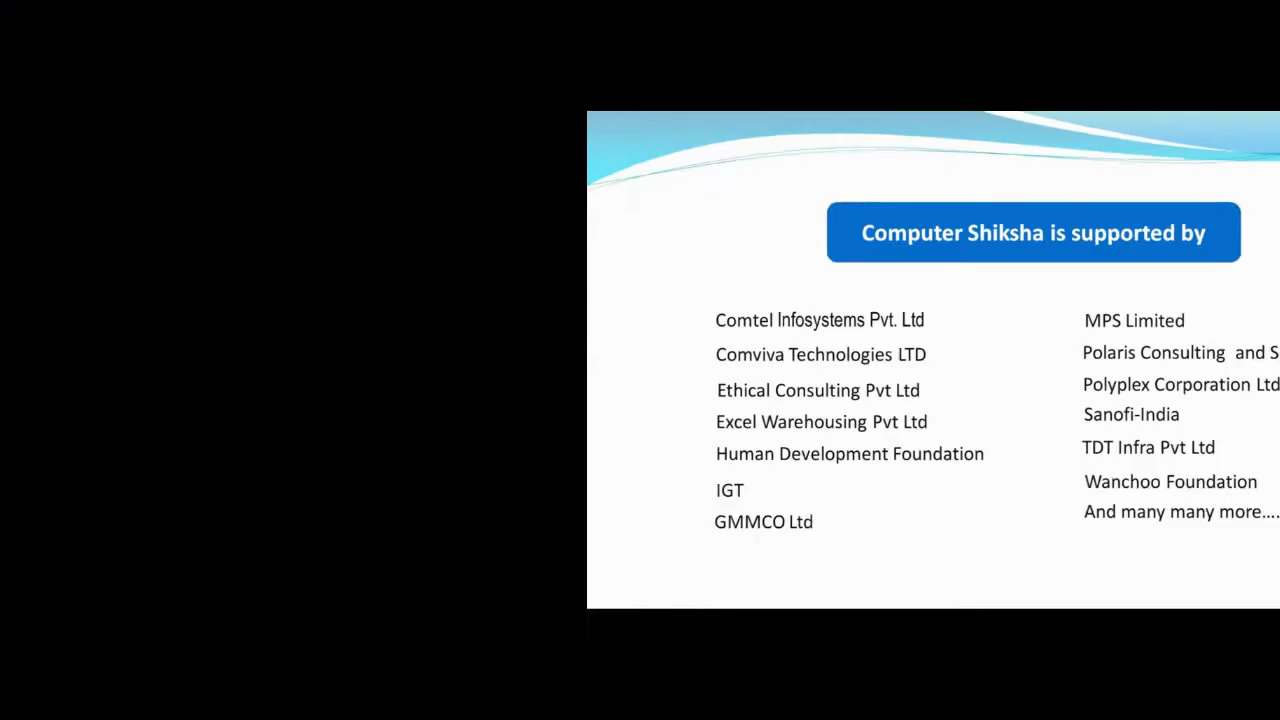 Computer Shiksha is supported by
Comtel Infosystems Pvt. Ltd
Comviva Technologies LTD
Ethical Consulting Pvt Ltd
Excel Warehousing Pvt Ltd
Human Development Foundation
IGT
GMMCO Ltd
MPS Limited
Polaris Consulting and
Polyplex Corporation Ltd
Sanofi-India
TDT Infra Pvt Ltd
Wanchoo Foundation
And many many more....